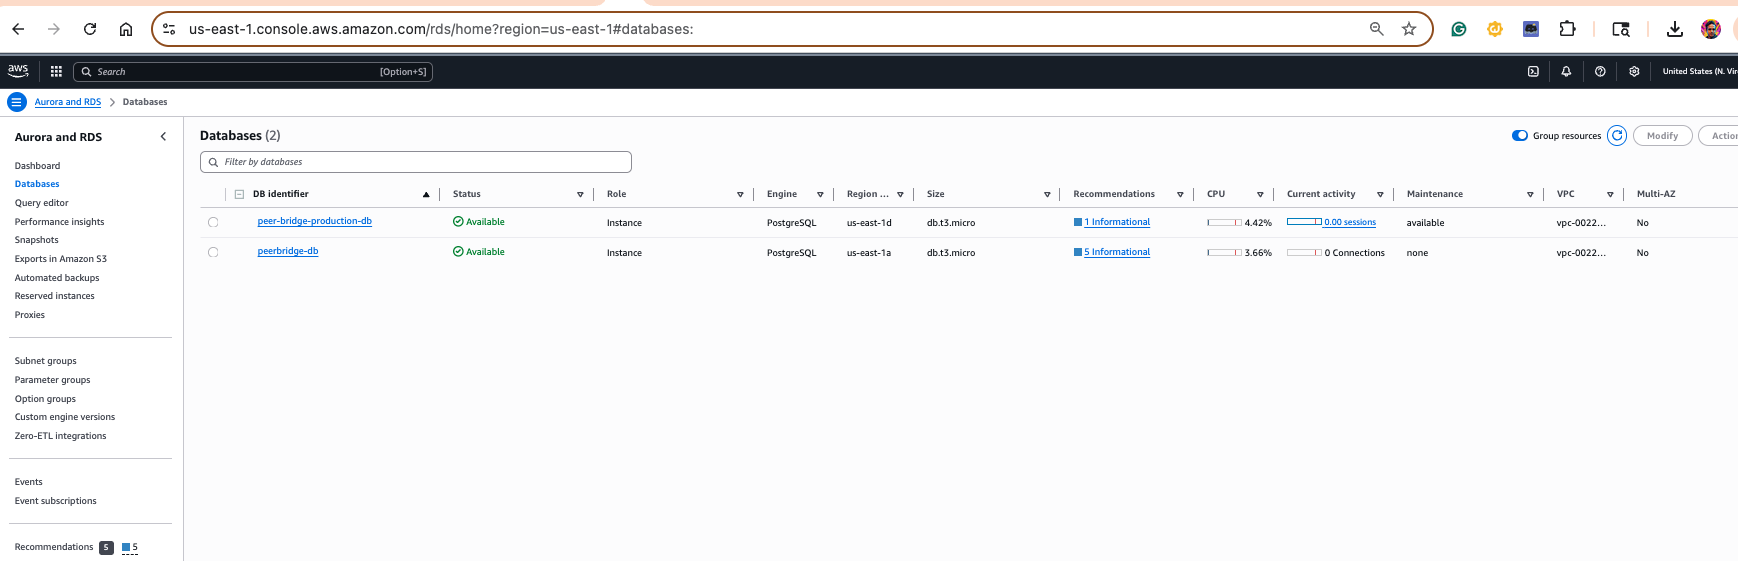 us-east-1.console.aws.amazon.com/rds/home?region=us-east-1#databases:
aws Search [Option+S] United States (N. Vir
Aurora and RDS > Databases
Aurora and RDS
Dashboard
Databases
Query editor
Performance insights
Snapshots
Exports in Amazon S3
Automated backups
Reserved instances
Proxies
Subnet groups
Parameter groups
Option groups
Custom engine versions
Zero-ETL integrations
Events
Event subscriptions
Recommendations 5 5
Databases (2)
Group resources Modify Action
Filter by databases
DB identifier Status Role Engine Region ... Size Recommendations CPU Current activity Maintenance VPC Multi-AZ
peer-bridge-production-db Available Instance PostgreSQL us-east-1d db.t3.micro 1 Informational 4.42% 0.00 sessions available vpc-0022... No
peerbridge-db Available Instance PostgreSQL us-east-1a db.t3.micro 5 Informational 3.66% 0 Connections none vpc-0022... No